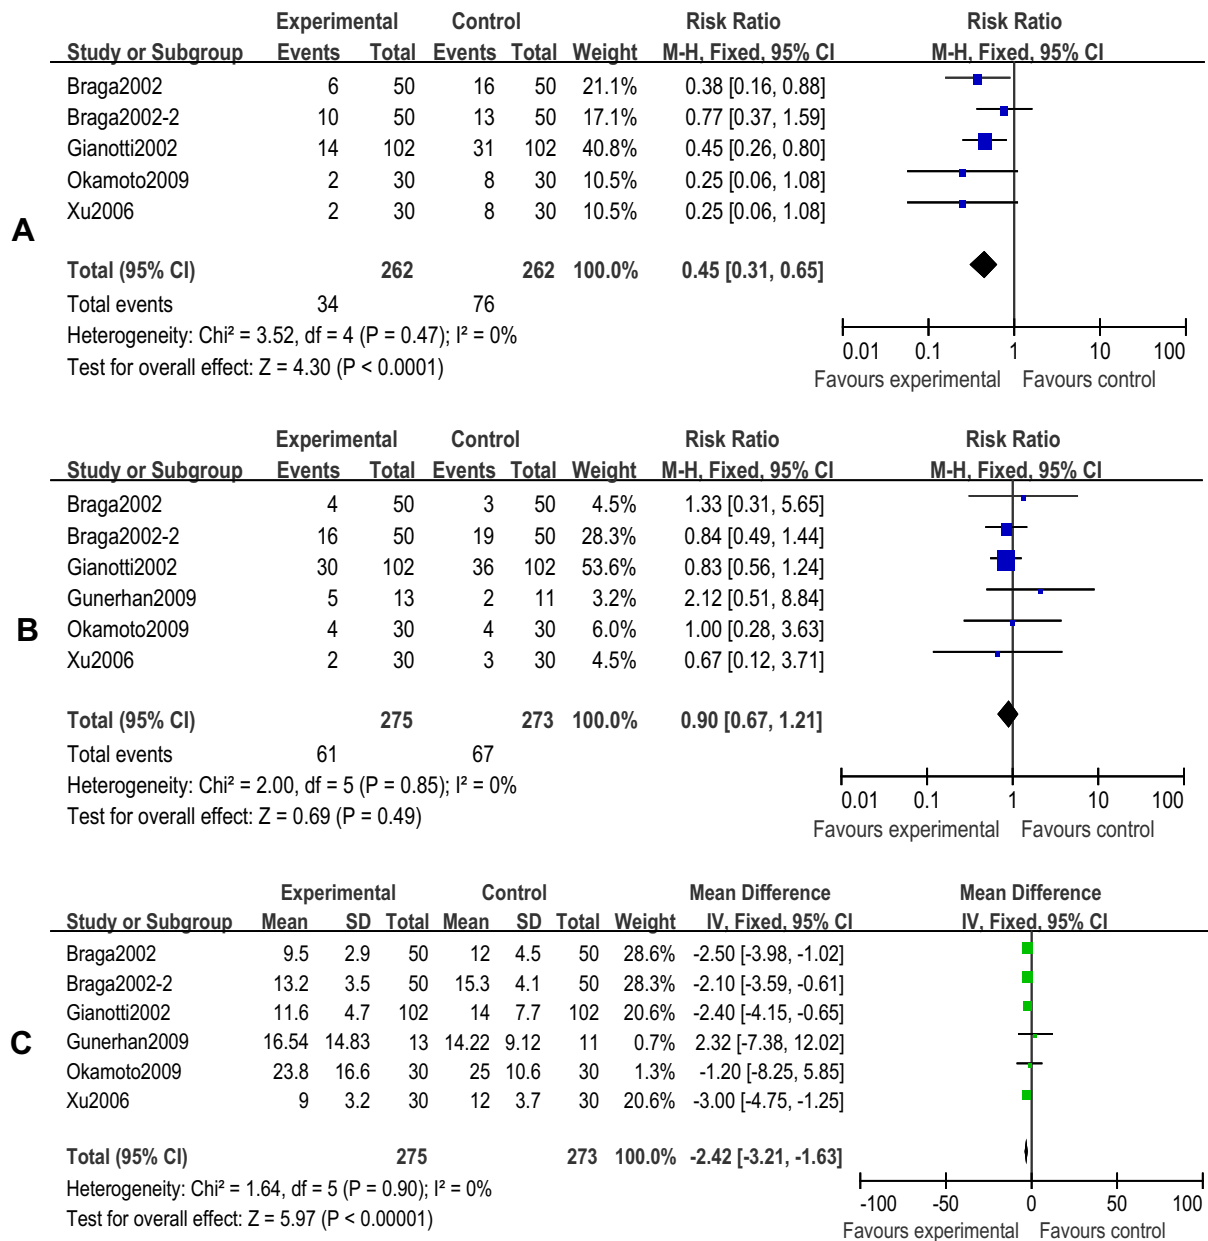 Experimental Control Risk Ratio Risk Ratio
Study or Subgroup Events Total Events Total Weight M-H, Fixed, 95% CI M-H, Fixed, 95% CI
Braga2002 6 50 16 50 21.1% 0.38 [0.16, 0.88]
Braga2002-2 10 50 13 50 17.1% 0.77 [0.37, 1.59]
Gianotti2002 14 102 31 102 40.8% 0.45 [0.26, 0.80]
Okamoto2009 2 30 8 30 10.5% 0.25 [0.06, 1.08]
Xu2006 2 30 8 30 10.5% 0.25 [0.06, 1.08]
A
Total (95% CI) 262 262 100.0% 0.45 [0.31, 0.65]
Total events 34 76
Heterogeneity: Chi² = 3.52, df = 4 (P = 0.47); I² = 0%
Test for overall effect: Z = 4.30 (P < 0.0001)
0.01 0.1 1 10 100
Favours experimental Favours control
Experimental Control Risk Ratio Risk Ratio
Study or Subgroup Events Total Events Total Weight M-H, Fixed, 95% CI M-H, Fixed, 95% CI
Braga2002 4 50 3 50 4.5% 1.33 [0.31, 5.65]
Braga2002-2 16 50 19 50 28.3% 0.84 [0.49, 1.44]
Gianotti2002 30 102 36 102 53.6% 0.83 [0.56, 1.24]
Gunerhan2009 5 13 2 11 3.2% 2.12 [0.51, 8.84]
B
Okamoto2009 4 30 4 30 6.0% 1.00 [0.28, 3.63]
Xu2006 2 30 3 30 4.5% 0.67 [0.12, 3.71]
Total (95% CI) 275 273 100.0% 0.90 [0.67, 1.21]
Total events 61 67
Heterogeneity: Chi² = 2.00, df = 5 (P = 0.85); I² = 0%
Test for overall effect: Z = 0.69 (P = 0.49)
0.01 0.1 1 10 100
Favours experimental Favours control
Experimental Control Mean Difference Mean Difference
Study or Subgroup Mean SD Total Mean SD Total Weight IV, Fixed, 95% CI IV, Fixed, 95% CI
Braga2002 9.5 2.9 50 12 4.5 50 28.6% -2.50 [-3.98, -1.02]
Braga2002-2 13.2 3.5 50 15.3 4.1 50 28.3% -2.10 [-3.59, -0.61]
Gianotti2002 11.6 4.7 102 14 7.7 102 20.6% -2.40 [-4.15, -0.65]
C
Gunerhan2009 16.54 14.83 13 14.22 9.12 11 0.7% 2.32 [-7.38, 12.02]
Okamoto2009 23.8 16.6 30 25 10.6 30 1.3% -1.20 [-8.25, 5.85]
Xu2006 9 3.2 30 12 3.7 30 20.6% -3.00 [-4.75, -1.25]
Total (95% CI) 275 273 100.0% -2.42 [-3.21, -1.63]
Heterogeneity: Chi² = 1.64, df = 5 (P = 0.90); I² = 0%
Test for overall effect: Z = 5.97 (P < 0.00001)
-100 -50 0 50 100
Favours experimental Favours control